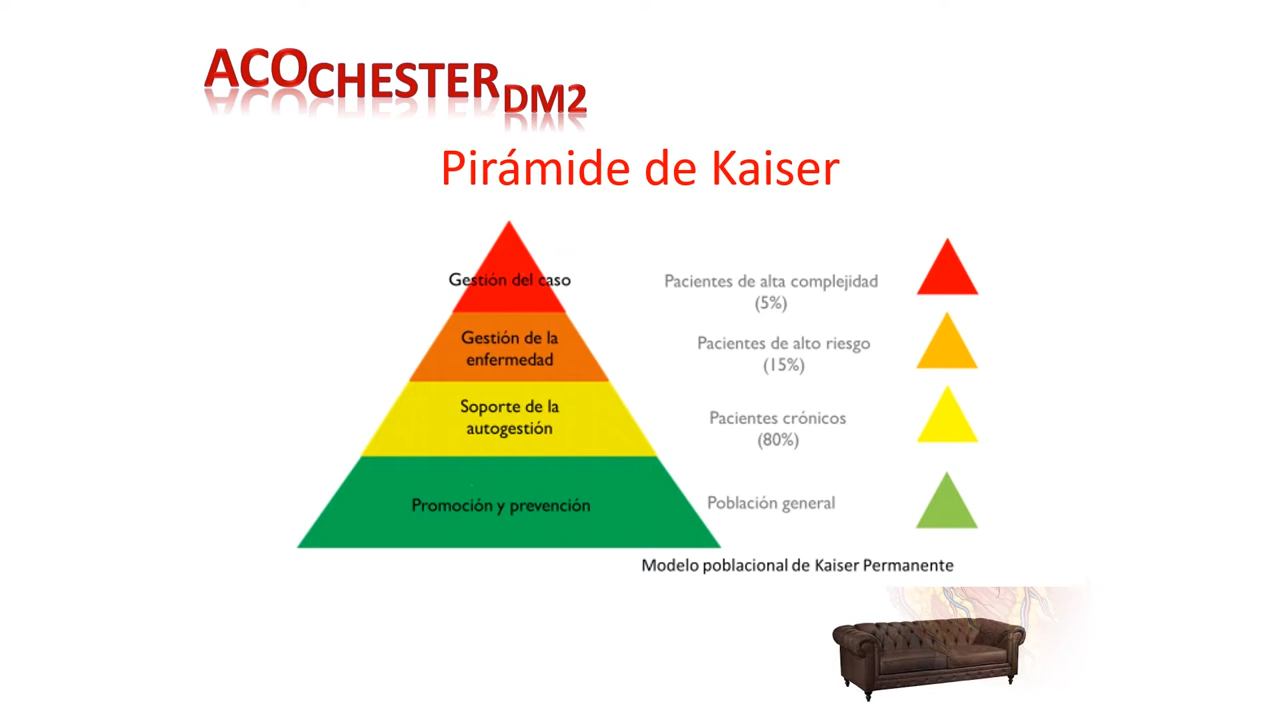 ACOCHESTERDM2
Pirámide de Kaiser
Gestión del caso
Pacientes de alta complejidad
(5%)
Gestión de la
enfermedad
Pacientes de alto riesgo
(15%)
Soporte de la
autogestión
Pacientes crónicos
(80%)
Promoción y prevención
Población general
Modelo poblacional de Kaiser Permanente